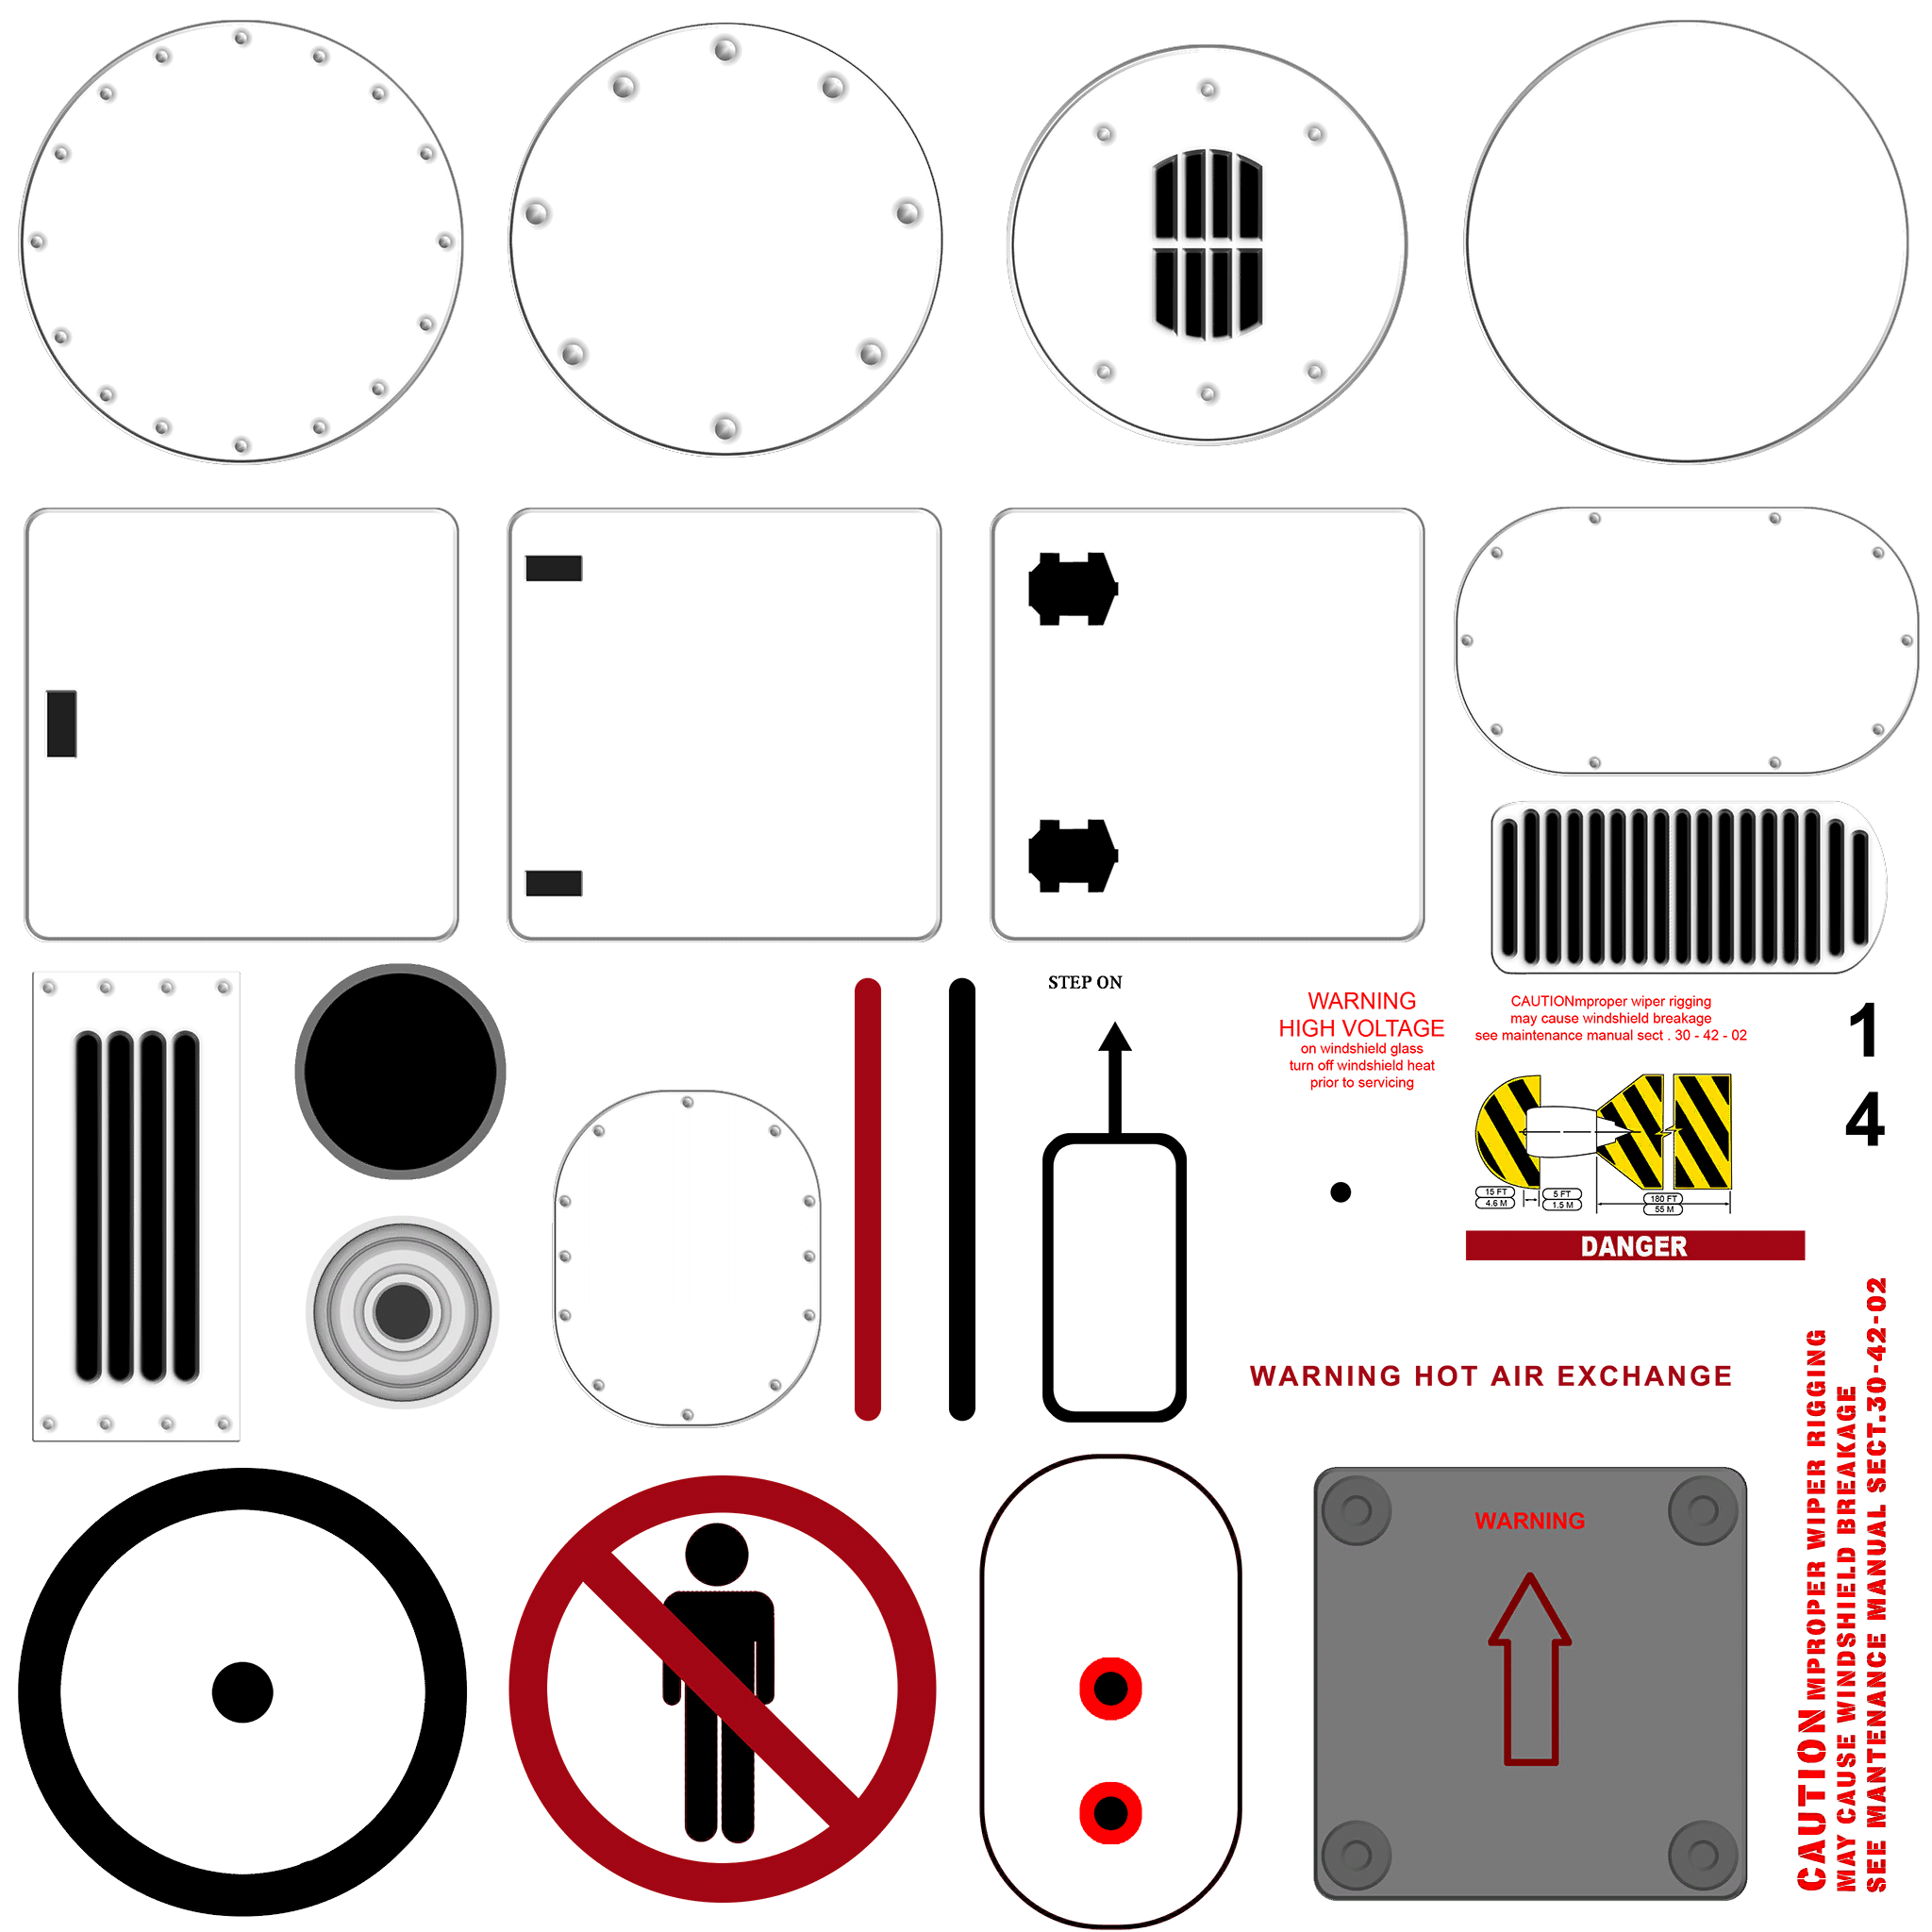 STEP ON
WARNING
HIGH VOLTAGE
on windshield glass
turn off windshield heat
prior to servicing
CAUTIONmproper wiper rigging
may cause windshield breakage
see maintenance manual sect . 30 - 42 - 02
1
4
15 FT
4.6 M
5 FT
1.5 M
180 FT
55 M
DANGER
WARNING HOT AIR EXCHANGE
WARNING
CAUTION MPROPER WIPER RIGGING
MAY CAUSE WINDSHIELD BREAKAGE
SEE MANTENANCE MANUAL SECT.30-42-02